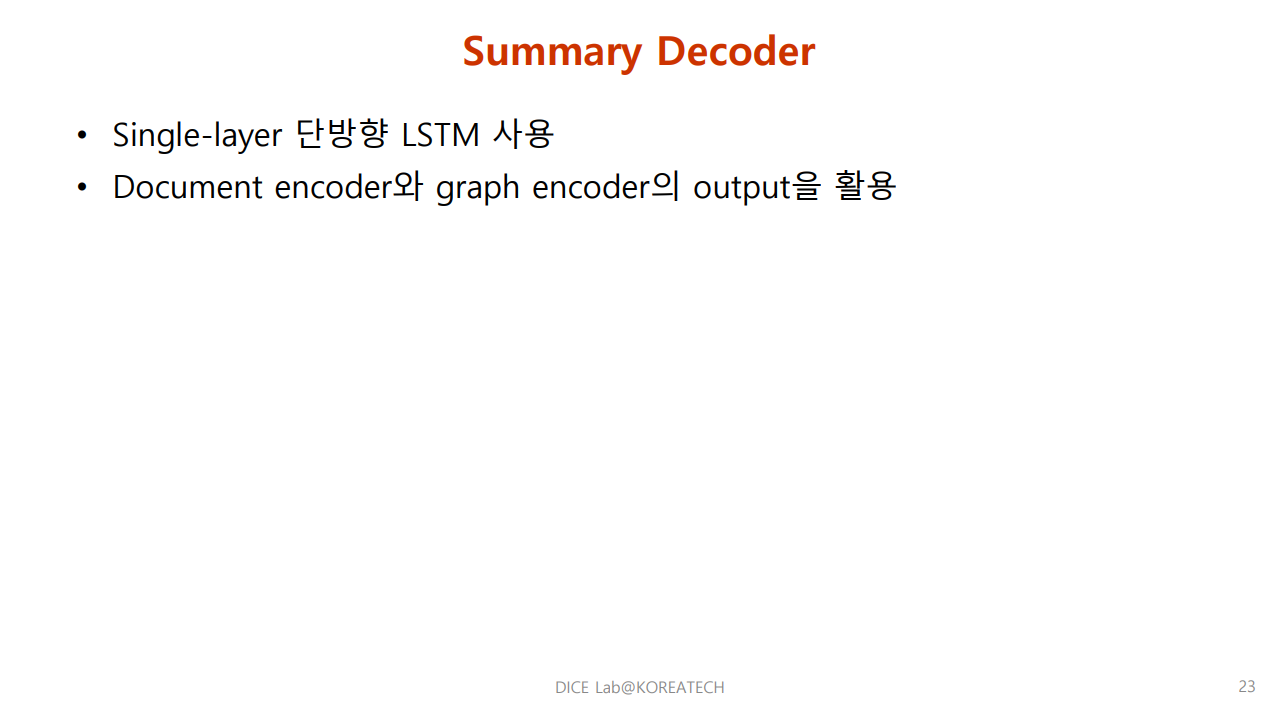 Summary Decoder
• Single-layer 단방향 LSTM 사용
• Document encoder와 graph encoder의 output을 활용
DICE Lab@KOREATECH
23